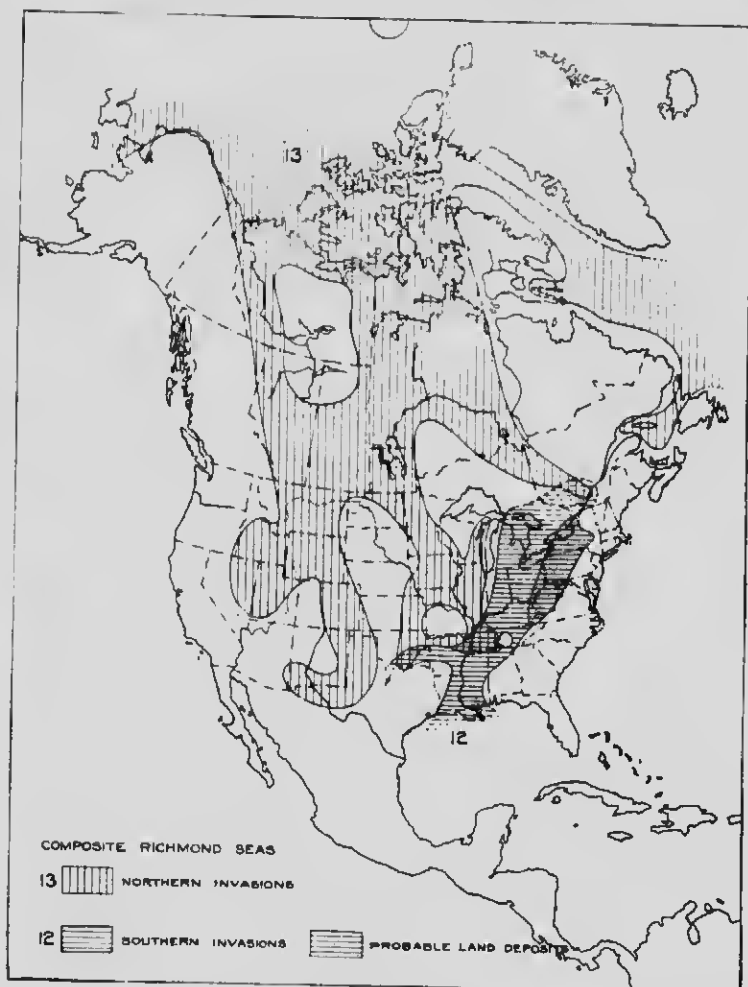 13
12
COMPOSITE RICHMOND SEAS
13 NORTHERN INVASIONS
12 SOUTHERN INVASIONS PROBABLE LAND DEPOSITS